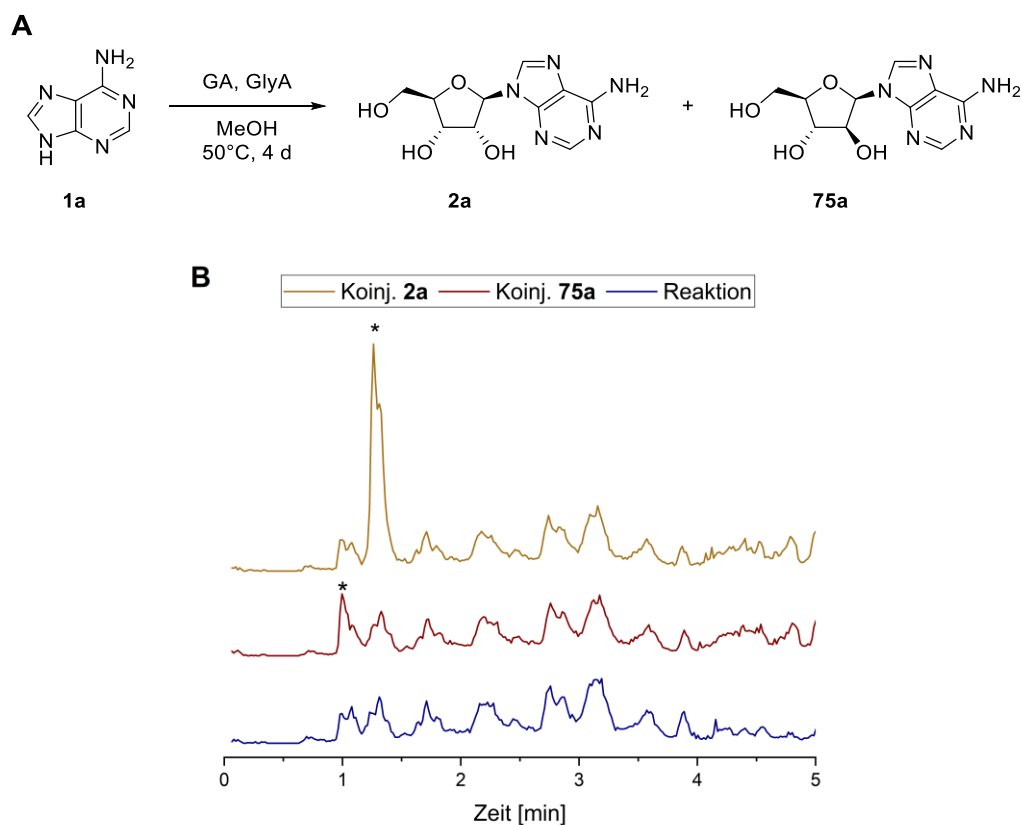 A
NH2
N
N
N
H
N
1a
GA, GlyA
MeOH
50°C, 4 d
HO
O
N
N
NH2
N
N
HO
OH
2a
+
HO
O
N
N
NH2
N
N
HO
OH
75a
B
Koinj. 2a
Koinj. 75a
Reaktion
*
*
0
1
2
3
4
5
Zeit [min]